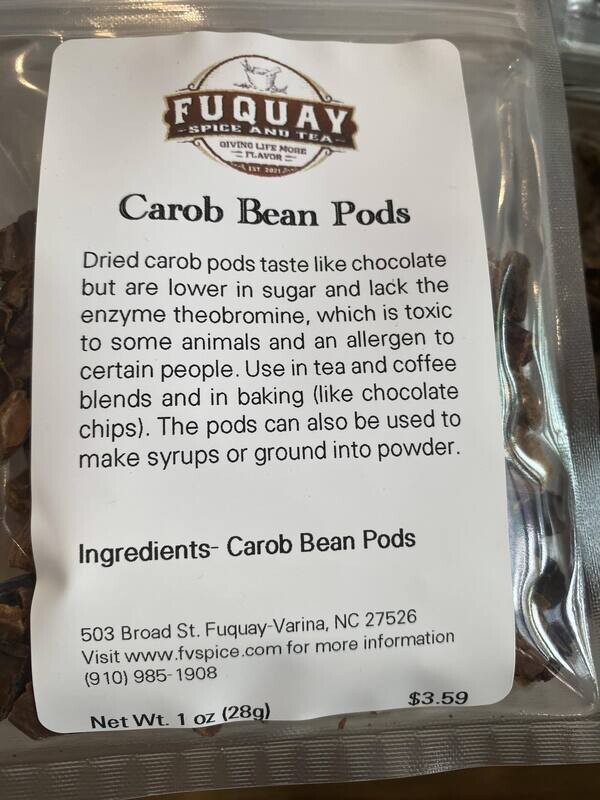 FUQUAY
SPICE AND TEA
GIVING LIFE MORE
FLAVOR
EST. 2021
Carob Bean Pods
Dried carob pods taste like chocolate
but are lower in sugar and lack the
enzyme theobromine, which is toxic
to some animals and an allergen to
certain people. Use in tea and coffee
blends and in baking (like chocolate
chips). The pods can also be used to
make syrups or ground into powder.
Ingredients- Carob Bean Pods
503 Broad St. Fuquay-Varina, NC 27526
Visit www.fvspice.com for more information
(910) 985-1908
Net Wt. 1 oz (28g) $3.59